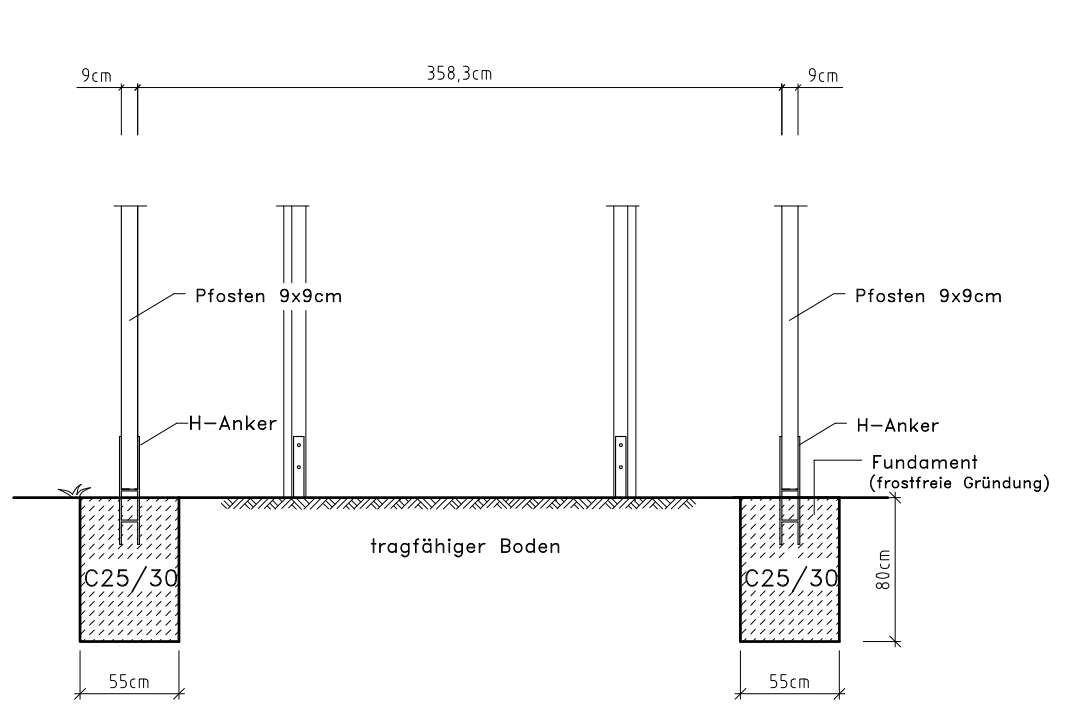 9cm
358,3cm
9cm
Pfosten 9x9cm
Pfosten 9x9cm
H-Anker
H-Anker
Fundament
(frostfreie Gründung)
tragfähiger Boden
80cm
C25/30
C25/30
55cm
55cm